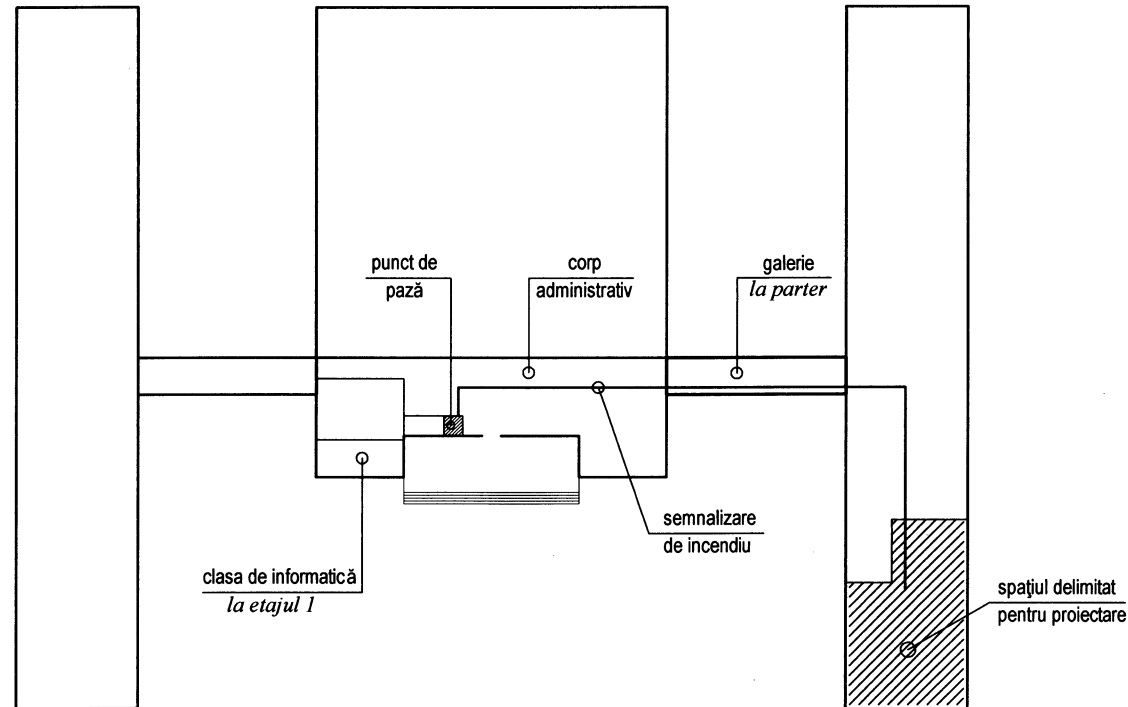 punct de
pază
corp
administrativ
galerie
la parter
semnalizare
de incendiu
clasa de informatică
la etajul 1
spaţiul delimitat
pentru proiectare